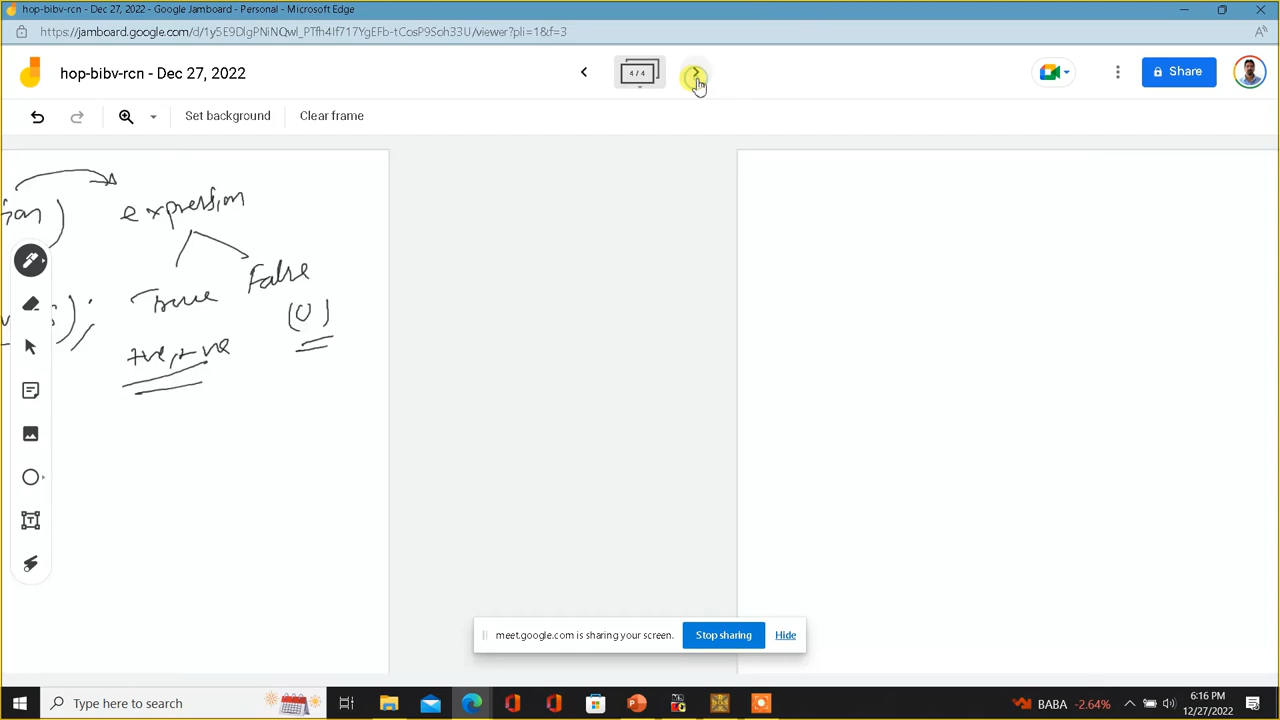 hop-bibv-rcn - Dec 27, 2022 - Google Jamboard - Personal - Microsoft Edge
https://jamboard.google.com/d/1y5E9DlgPNiNQwl_PTfh4If717YgEFb-tCosP9Soh33U/viewer?pli=1&f=3
hop-bibv-rcn - Dec 27, 2022
4 / 4
Share
Set background
Clear frame
expression
True False
(0)
+ve, -ve
meet.google.com is sharing your screen.
Stop sharing
Hide
Type here to search
BABA -2.64%
6:16 PM
12/27/2022